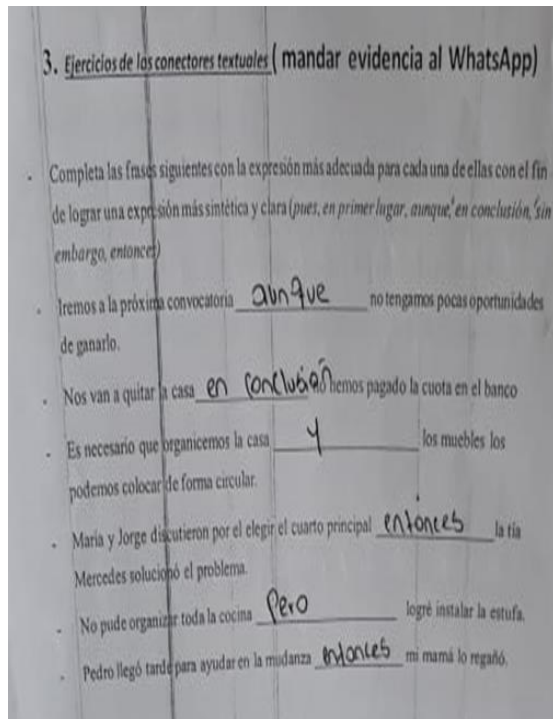 3. Ejercicios de los conectores textuales ( mandar evidencia al WhatsApp)
• Completa las frases siguientes con la expresión más adecuada para cada una de ellas con el fin
de lograr una expresión más sintética y clara (pues, en primer lugar, aunque, en conclusión, sin
embargo, entonces)
• Iremos a la próxima convocatoria aunque no tengamos pocas oportunidades
de ganarlo.
• Nos van a quitar la casa en conclusión hemos pagado la cuota en el banco
• Es necesario que organicemos la casa y los muebles los
podemos colocar de forma circular.
• María y Jorge discutieron por el elegir el cuarto principal entonces la tía
Mercedes solucionó el problema.
• No pude organizar toda la cocina Pero logré instalar la estufa.
• Pedro llegó tarde para ayudar en la mudanza entonces mi mamá lo regañó.